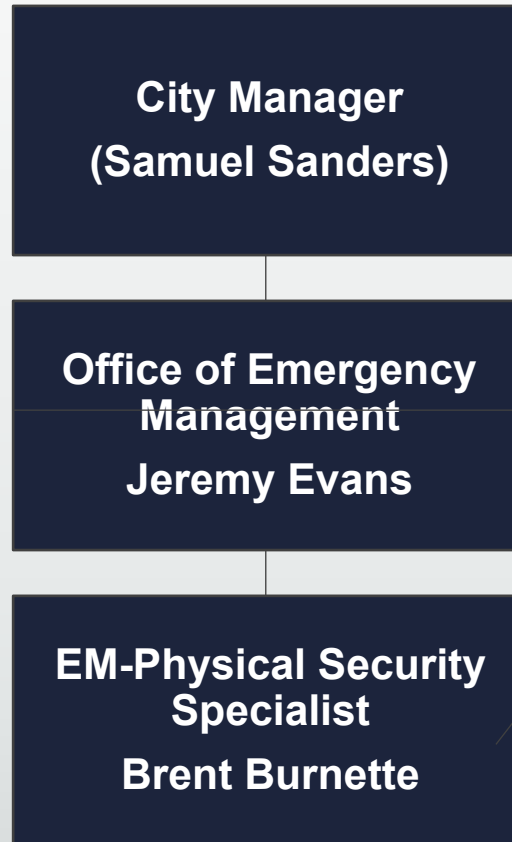 City Manager
(Samuel Sanders)
Office of Emergency
Management
Jeremy Evans
EM-Physical Security
Specialist
Brent Burnette